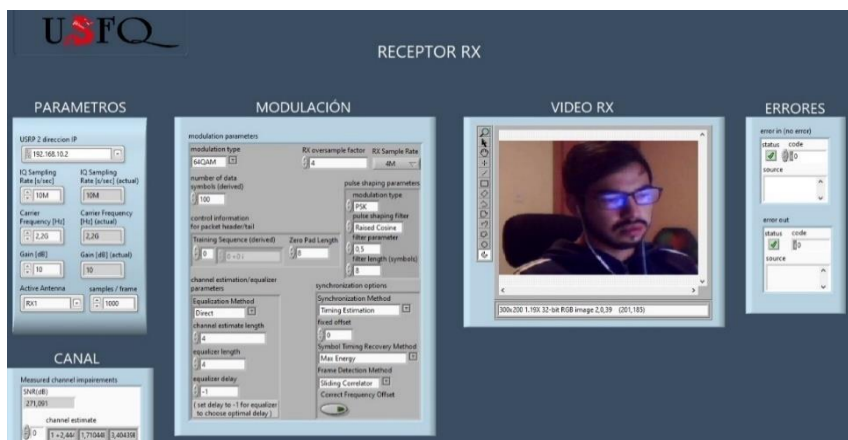 USFQ
RECEPTOR RX
PARAMETROS
USRP 2 direccion IP
192.168.10.2
IQ Sampling Rate [s/sec]
IQ Sampling Rate [s/sec] (actual)
10M
10M
Carrier Frequency [Hz]
Carrier Frequency [Hz] (actual)
2,2G
2,2G
Gain [dB]
Gain [dB] (actual)
10
10
Active Antenna
samples / frame
RX1
1000
CANAL
Measured channel impairments
SNR(dB)
271,091
channel estimate
0
MODULACIÓN
modulation parameters
modulation type
64QAM
RX oversample factor
4
RX Sample Rate
4M
number of data
symbols (derived)
100
control information
for packet header/tail
Training Sequence (derived)
0
0 +0 i
Zero Pad Length
pulse shaping parameters
modulation type
PSK
pulse shaping filter
Raised Cosine
filter parameter
0,5
filter length (symbols)
8
channel estimation/equalizer
parameters
Equalization Method
Direct
channel estimate length
4
equalizer length
4
equalizer delay
-1
( set delay to -1 for equalizer
to choose optimal delay )
synchronization options
Synchronization Method
Timing Estimation
fixed offset
0
Symbol Timing Recovery Method
Max Energy
Frame Detection Method
Sliding Correlator
Correct Frequency Offset
VIDEO RX
300x200 1.19X 32-bit RGB image 2,0,39 (201,185)
ERRORES
error in (no error)
status code
0
source
error out
status code
0
source